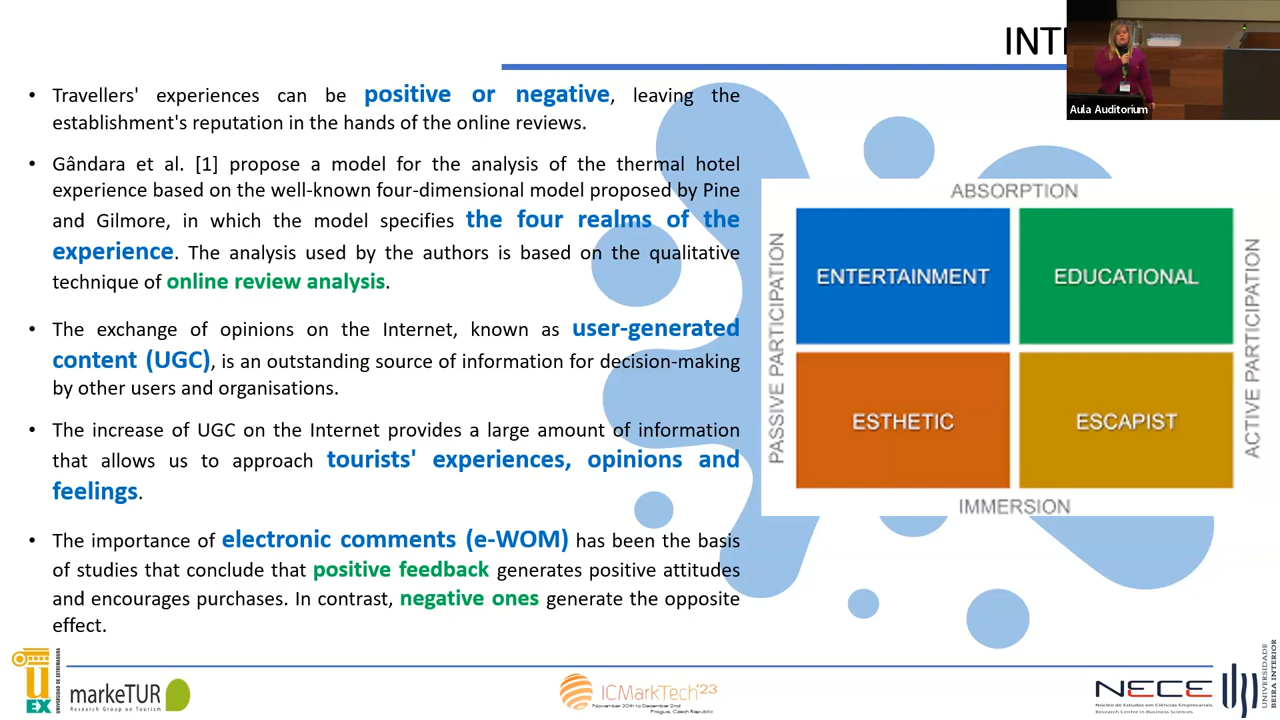 INT
Aula Auditorium
• Travellers' experiences can be positive or negative, leaving the
establishment's reputation in the hands of the online reviews.
• Gândara et al. [1] propose a model for the analysis of the thermal hotel
experience based on the well-known four-dimensional model proposed by Pine
and Gilmore, in which the model specifies the four realms of the
experience. The analysis used by the authors is based on the qualitative
technique of online review analysis.
• The exchange of opinions on the Internet, known as user-generated
content (UGC), is an outstanding source of information for decision-making
by other users and organisations.
• The increase of UGC on the Internet provides a large amount of information
that allows us to approach tourists' experiences, opinions and
feelings.
• The importance of electronic comments (e-WOM) has been the basis
of studies that conclude that positive feedback generates positive attitudes
and encourages purchases. In contrast, negative ones generate the opposite
effect.
ABSORPTION
PASSIVE PARTICIPATION
ENTERTAINMENT
EDUCATIONAL
ESTHETIC
ESCAPIST
ACTIVE PARTICIPATION
IMMERSION
UEX
UNIVERSIDAD DE EXTREMADURA
markeTUR
Research Group on Tourism
ICMarkTech'23
November 30th to December 2nd
Prague, Czech Republic
NECE
Núcleo de Estudos em Ciências Empresariais
Research Centre in Business Sciences
UNIVERSIDADE
BEIRA INTERIOR